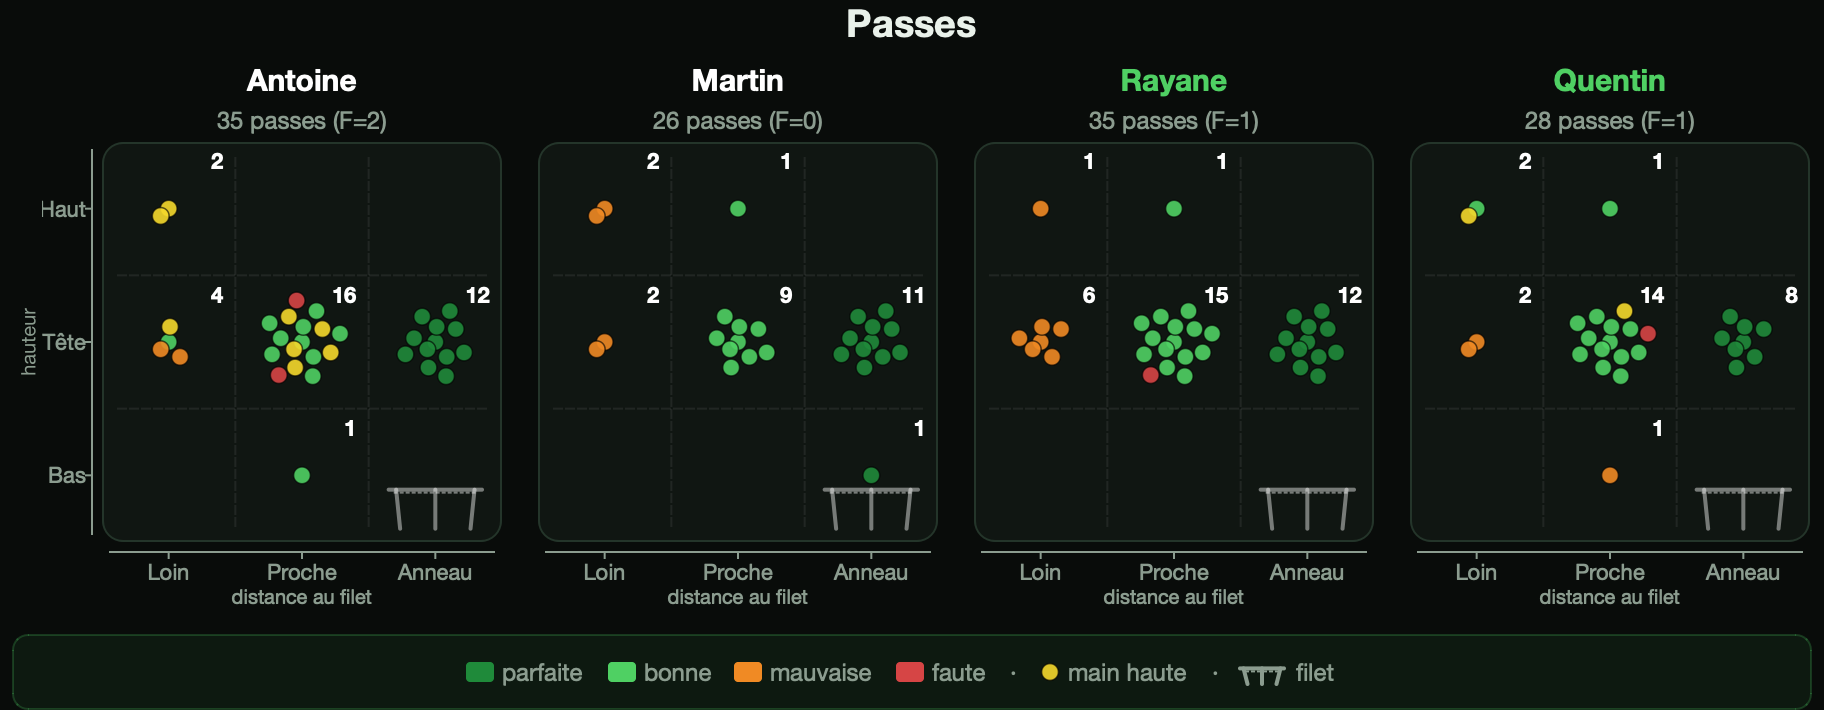 Passes
Antoine Martin Rayane Quentin
35 passes (F=2) 26 passes (F=0) 35 passes (F=1) 28 passes (F=1)
2 2 1 1 1 2 1
Haut
4 16 12 2 9 11 6 15 12 2 14 8
hauteur
Tête
1 1 1
Bas
Loin Proche Anneau Loin Proche Anneau Loin Proche Anneau Loin Proche Anneau
distance au filet distance au filet distance au filet distance au filet
parfaite bonne mauvaise faute · main haute · filet